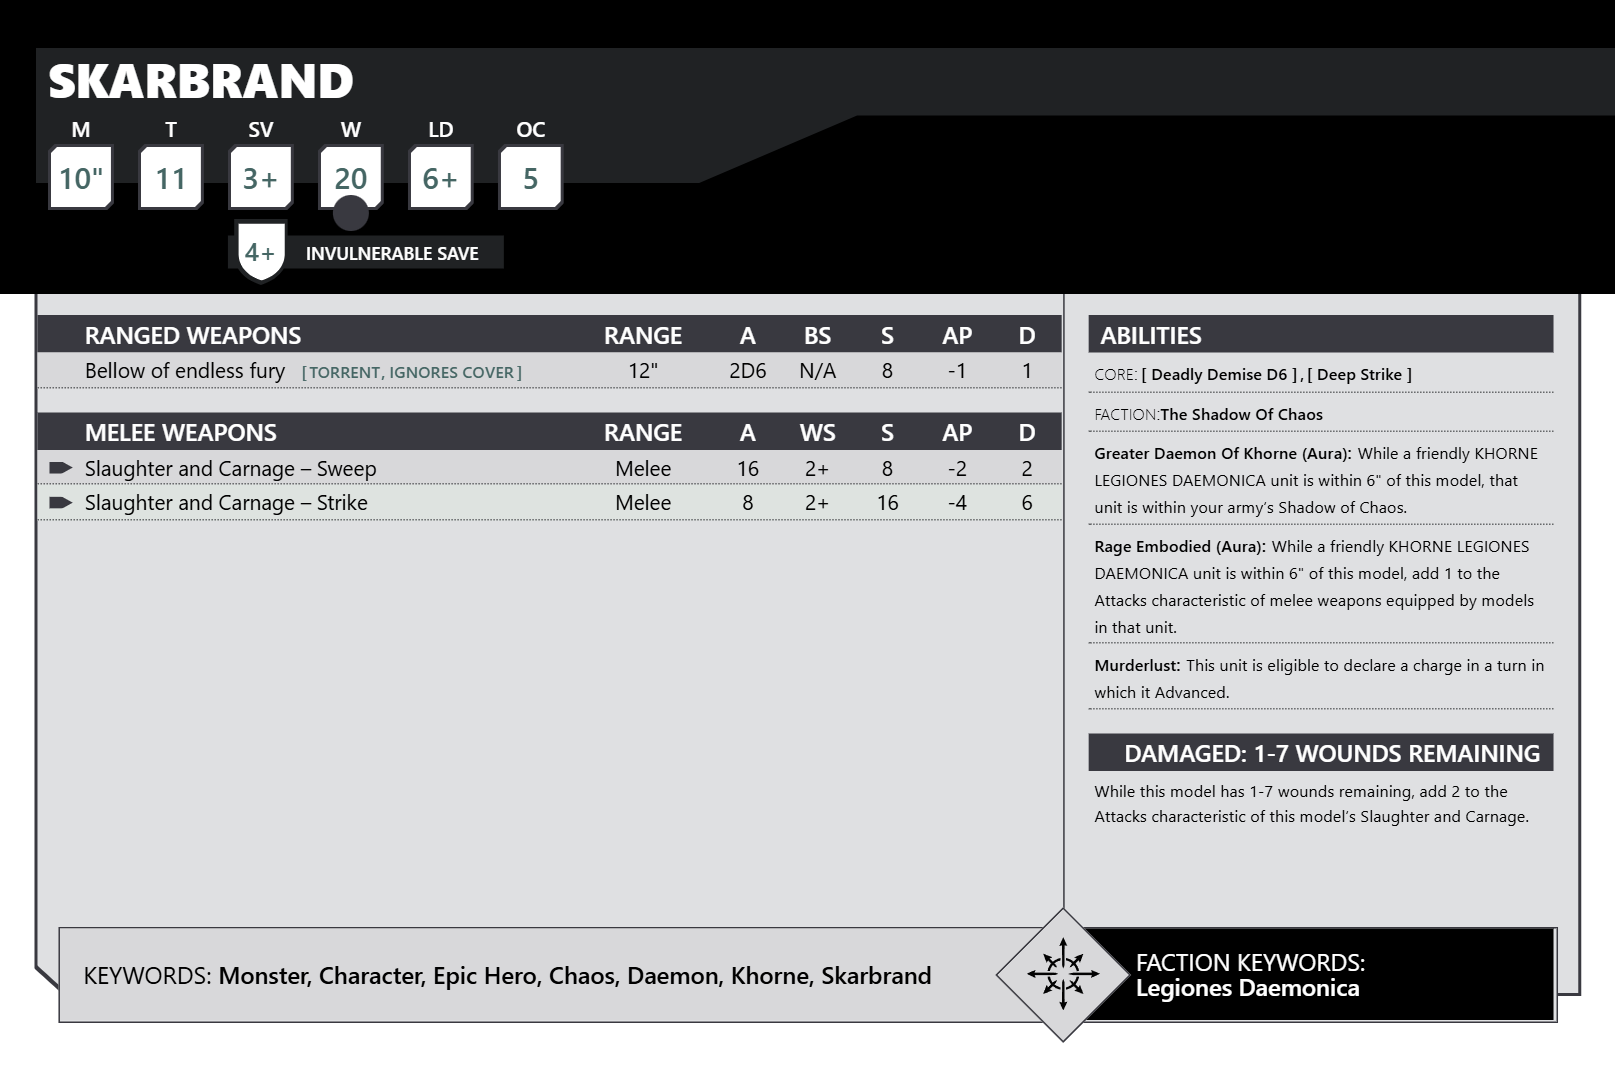 SKARBRAND
M T SV W LD OC
10" 11 3+ 20 6+ 5
4+ INVULNERABLE SAVE
RANGED WEAPONS RANGE A BS S AP D
Bellow of endless fury [TORRENT, IGNORES COVER] 12" 2D6 N/A 8 -1 1
MELEE WEAPONS RANGE A WS S AP D
Slaughter and Carnage – Sweep Melee 16 2+ 8 -2 2
Slaughter and Carnage – Strike Melee 8 2+ 16 -4 6
ABILITIES
CORE: [ Deadly Demise D6 ] , [ Deep Strike ]
FACTION:The Shadow Of Chaos
Greater Daemon Of Khorne (Aura): While a friendly KHORNE
LEGIONES DAEMONICA unit is within 6" of this model, that
unit is within your army’s Shadow of Chaos.
Rage Embodied (Aura): While a friendly KHORNE LEGIONES
DAEMONICA unit is within 6" of this model, add 1 to the
Attacks characteristic of melee weapons equipped by models
in that unit.
Murderlust: This unit is eligible to declare a charge in a turn in
which it Advanced.
DAMAGED: 1-7 WOUNDS REMAINING
While this model has 1-7 wounds remaining, add 2 to the
Attacks characteristic of this model’s Slaughter and Carnage.
KEYWORDS: Monster, Character, Epic Hero, Chaos, Daemon, Khorne, Skarbrand
FACTION KEYWORDS:
Legiones Daemonica